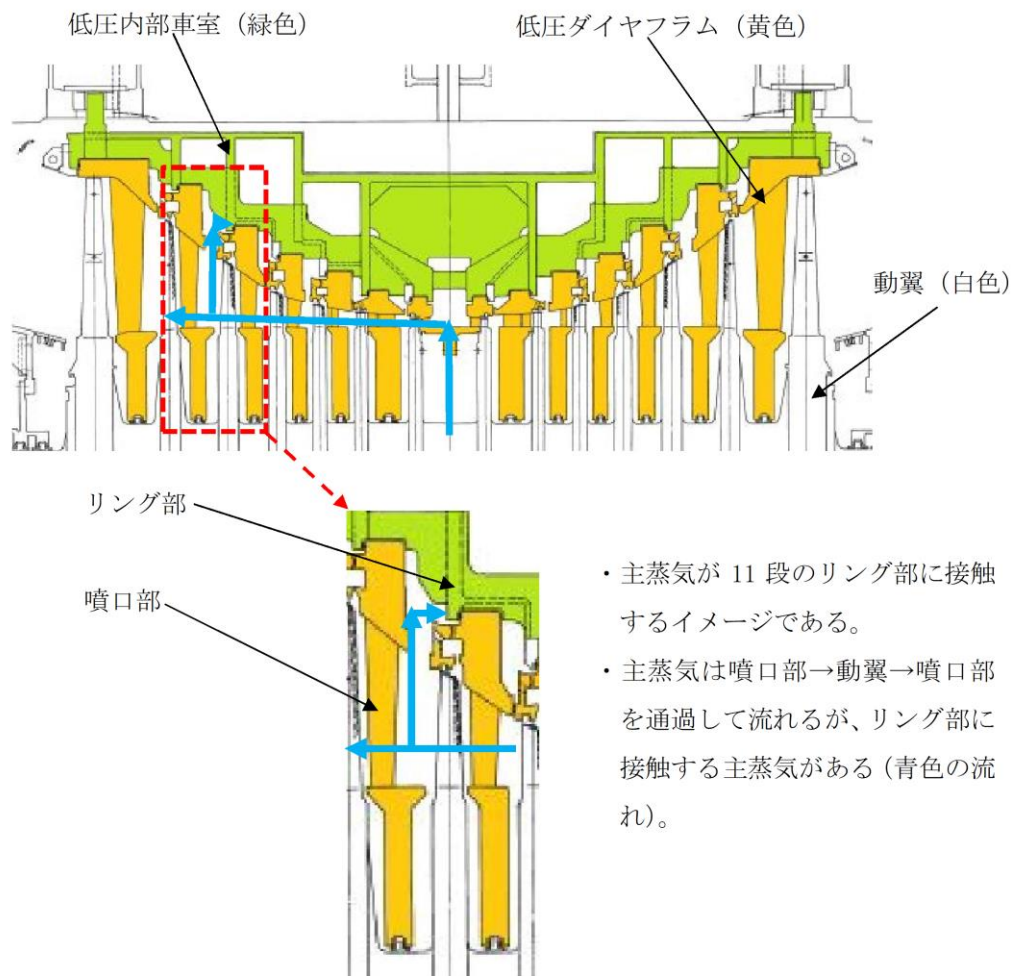 低圧内部車室（緑色）
低圧ダイヤフラム（黄色）
動翼（白色）
リング部
噴口部
・主蒸気が 11 段のリング部に接触
するイメージである。
・主蒸気は噴口部→動翼→噴口部
を通過して流れるが、リング部に
接触する主蒸気がある（青色の流
れ）。